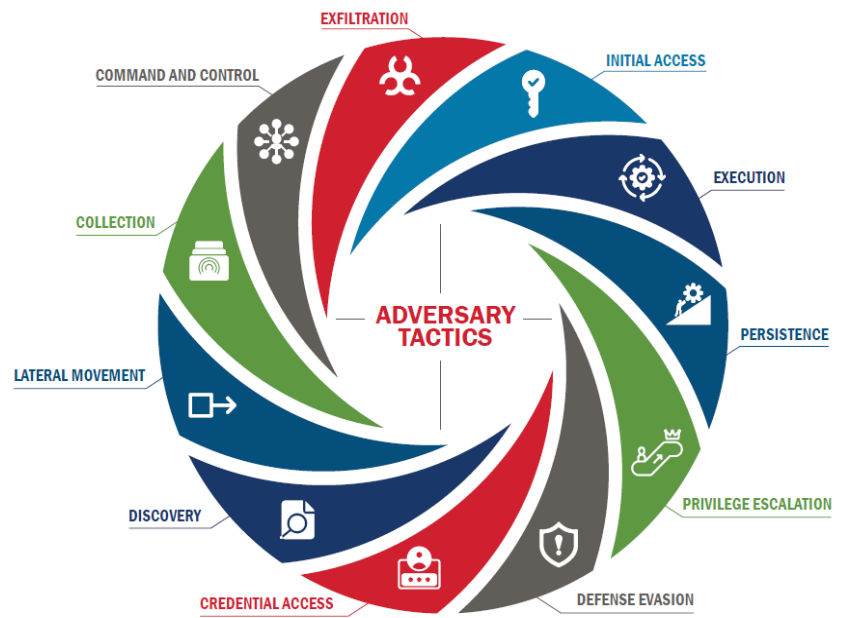 EXFILTRATION
INITIAL ACCESS
COMMAND AND CONTROL
EXECUTION
COLLECTION
ADVERSARY
TACTICS
PERSISTENCE
LATERAL MOVEMENT
PRIVILEGE ESCALATION
DISCOVERY
DEFENSE EVASION
CREDENTIAL ACCESS